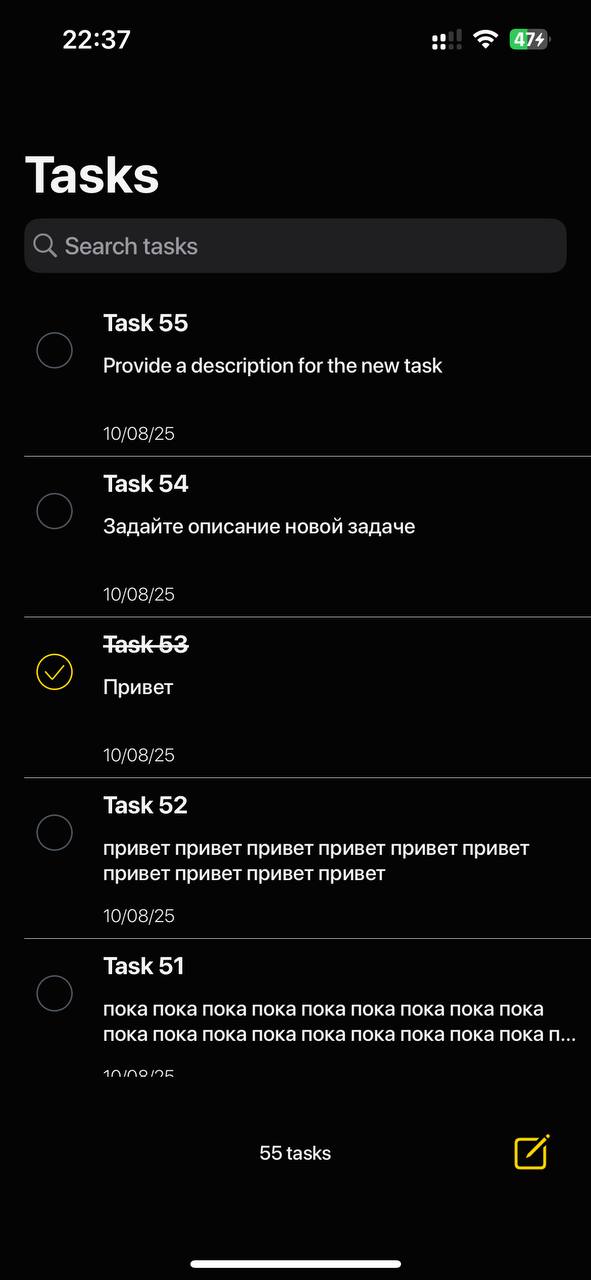 22:37
47
Tasks
Search tasks
Task 55
Provide a description for the new task
10/08/25
Task 54
Задайте описание новой задаче
10/08/25
Task 53
Привет
10/08/25
Task 52
привет привет привет привет привет привет
привет привет привет привет
10/08/25
Task 51
пока пока пока пока пока пока пока пока пока
пока пока пока пока пока пока пока пока пока п...
10/08/25
55 tasks